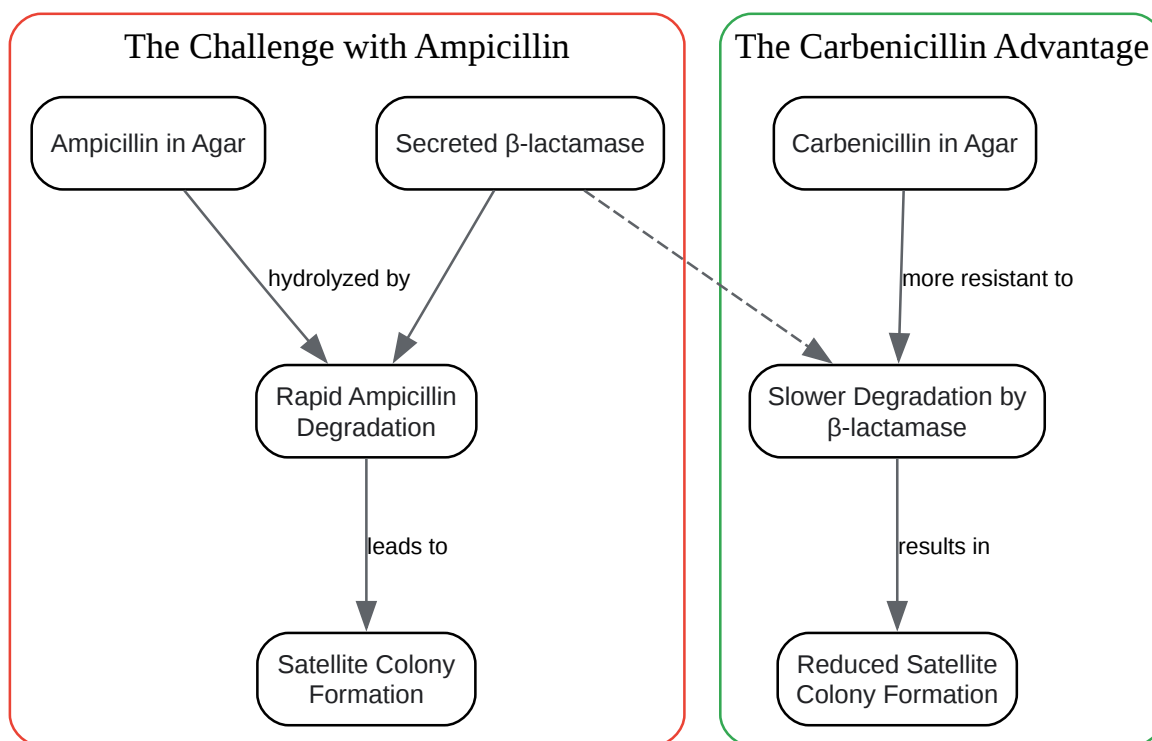 The Challenge with Ampicillin
The Carbenicillin Advantage
Ampicillin in Agar
Secreted β-lactamase
Carbenicillin in Agar
hydrolyzed by
more resistant to
Rapid Ampicillin
Degradation
Slower Degradation by
β-lactamase
leads to
results in
Satellite Colony
Formation
Reduced Satellite
Colony Formation